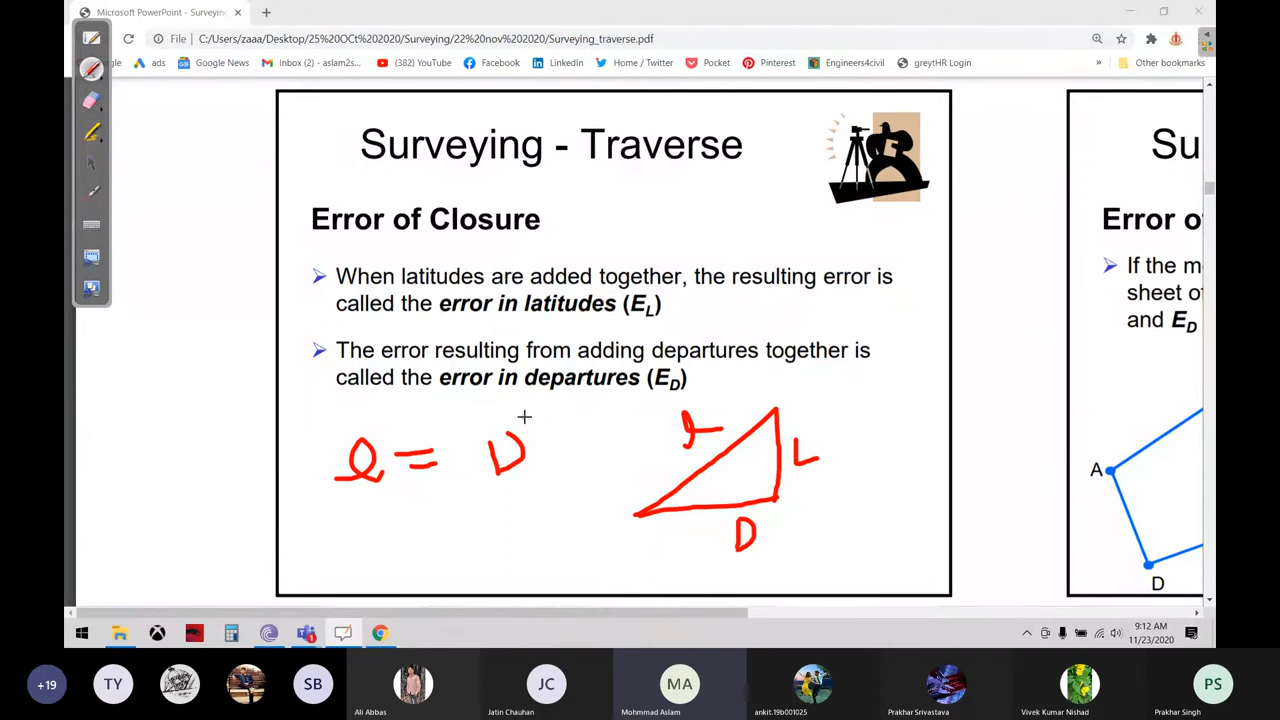 Microsoft PowerPoint - Surveying
File
C:/Users/zaaa/Desktop/25%20OCt%202020/Surveying/22%20nov%202020/Surveying_traverse.pdf
gle
ads
Google News
Inbox (2) - aslam2s...
(382) YouTube
Facebook
LinkedIn
Home / Twitter
Pocket
Pinterest
Engineers4civil
greytHR Login
»
Other bookmarks
Surveying - Traverse
Error of Closure
When latitudes are added together, the resulting error is
called the error in latitudes (EL)
The error resulting from adding departures together is
called the error in departures (ED)
e =
L
D
Su
Error o
If the m
sheet o
and ED
A
D
1
9:12 AM
11/23/2020
+19
TY
SB
Ali Abbas
JC
Jatin Chauhan
MA
Mohmmad Aslam
ankit.19b001025
Prakhar Srivastava
Vivek Kumar Nishad
PS
Prakhar Singh